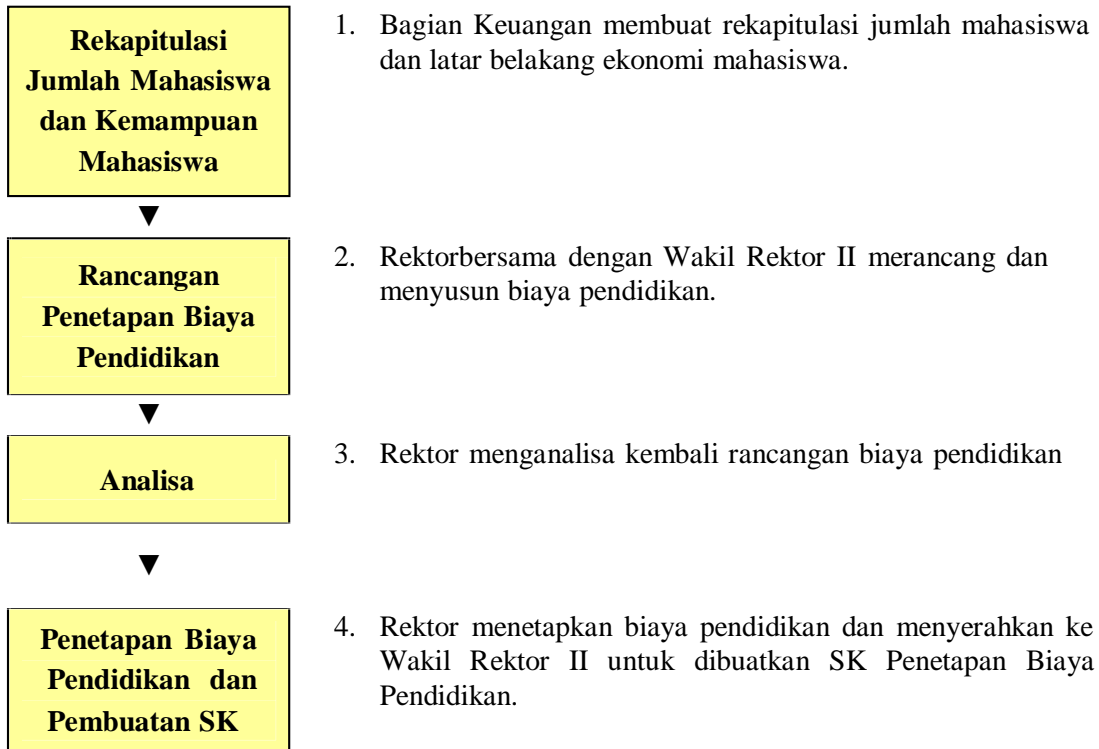 Rekapitulasi
Jumlah Mahasiswa
dan Kemampuan
Mahasiswa
1. Bagian Keuangan membuat rekapitulasi jumlah mahasiswa
dan latar belakang ekonomi mahasiswa.
Rancangan
Penetapan Biaya
Pendidikan
2. Rektorbersama dengan Wakil Rektor II merancang dan
menyusun biaya pendidikan.
Analisa
3. Rektor menganalisa kembali rancangan biaya pendidikan
Penetapan Biaya
Pendidikan dan
Pembuatan SK
4. Rektor menetapkan biaya pendidikan dan menyerahkan ke
Wakil Rektor II untuk dibuatkan SK Penetapan Biaya
Pendidikan.